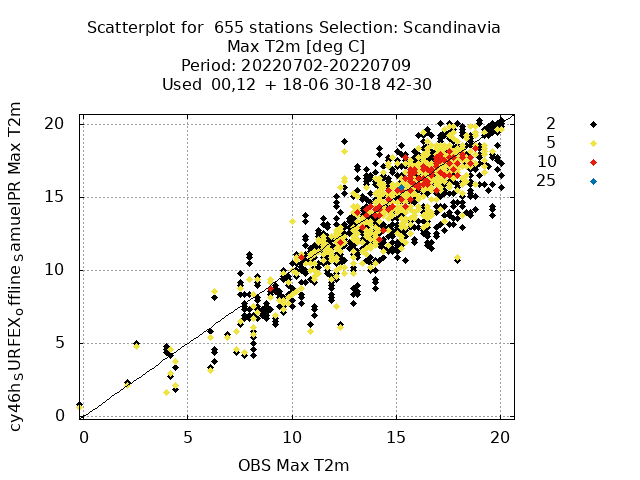 Scatterplot for  655 stations Selection: Scandinavia
Max T2m [deg C]
Period: 20220702-20220709
Used  00,12  + 18-06 30-18 42-30
cy46h_SURFEX_offline_samuelPR Max T2m
20
15
10
5
0
0 5 10 15 20
OBS Max T2m
2
5
10
25